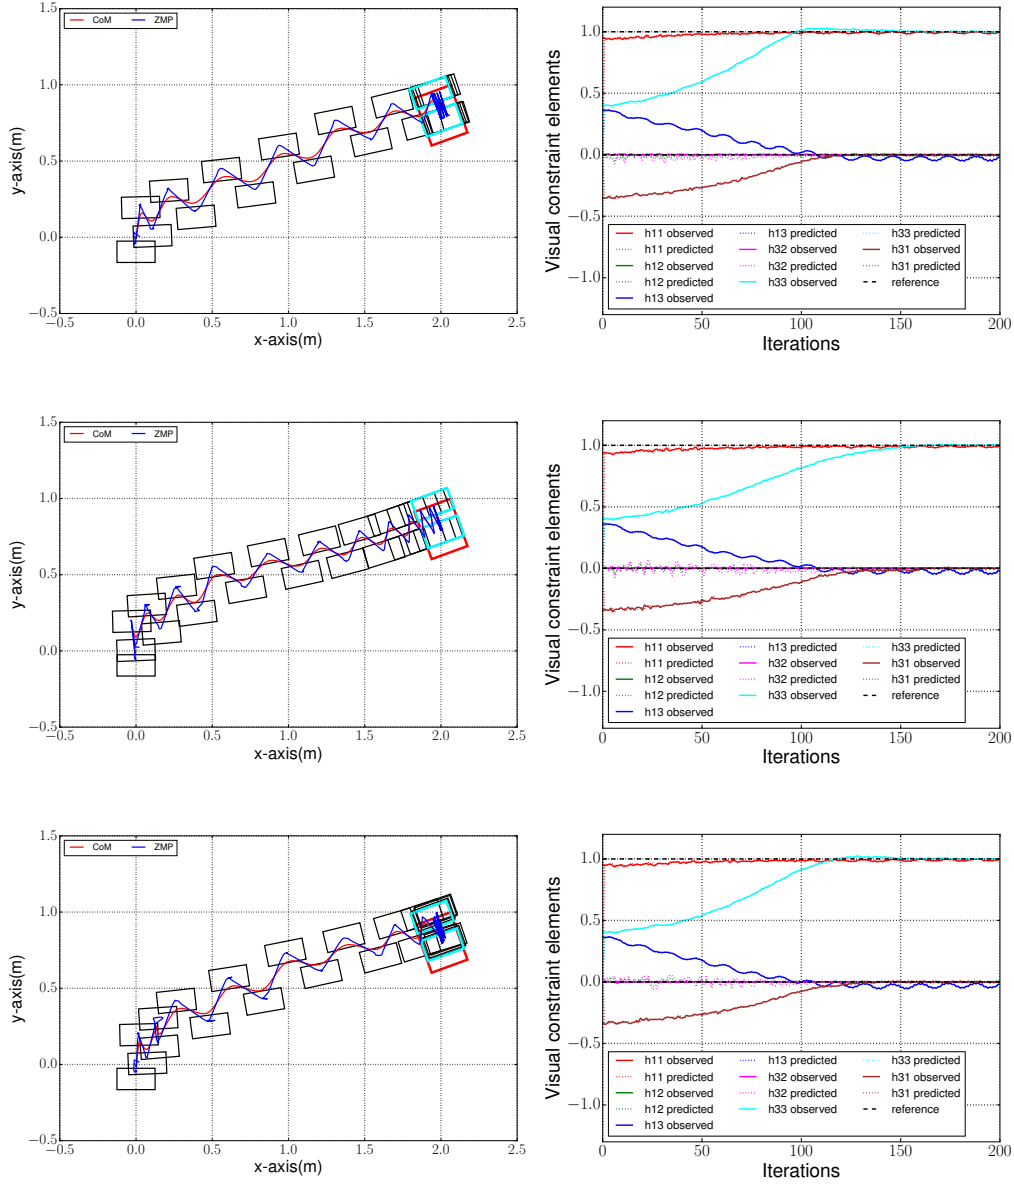 1.5
1.0
0.5
0.0
−0.5
−0.5 0.0 0.5 1.0 1.5 2.0 2.5
x-axis(m)
y-axis(m)
CoM ZMP
1.0
0.5
0.0
−0.5
−1.0
0 50 100 150 200
Iterations
Visual constraint elements
h11 observed h13 predicted h33 predicted
h11 predicted h32 observed h31 observed
h12 observed h32 predicted h31 predicted
h12 predicted h33 observed reference
h13 observed
1.5
1.0
0.5
0.0
−0.5
−0.5 0.0 0.5 1.0 1.5 2.0 2.5
x-axis(m)
y-axis(m)
CoM ZMP
1.0
0.5
0.0
−0.5
−1.0
0 50 100 150 200
Iterations
Visual constraint elements
h11 observed h13 predicted h33 predicted
h11 predicted h32 observed h31 observed
h12 observed h32 predicted h31 predicted
h12 predicted h33 observed reference
h13 observed
1.5
1.0
0.5
0.0
−0.5
−0.5 0.0 0.5 1.0 1.5 2.0 2.5
x-axis(m)
y-axis(m)
CoM ZMP
1.0
0.5
0.0
−0.5
−1.0
0 50 100 150 200
Iterations
Visual constraint elements
h11 observed h13 predicted h33 predicted
h11 predicted h32 observed h31 observed
h12 observed h32 predicted h31 predicted
h12 predicted h33 observed reference
h13 observed